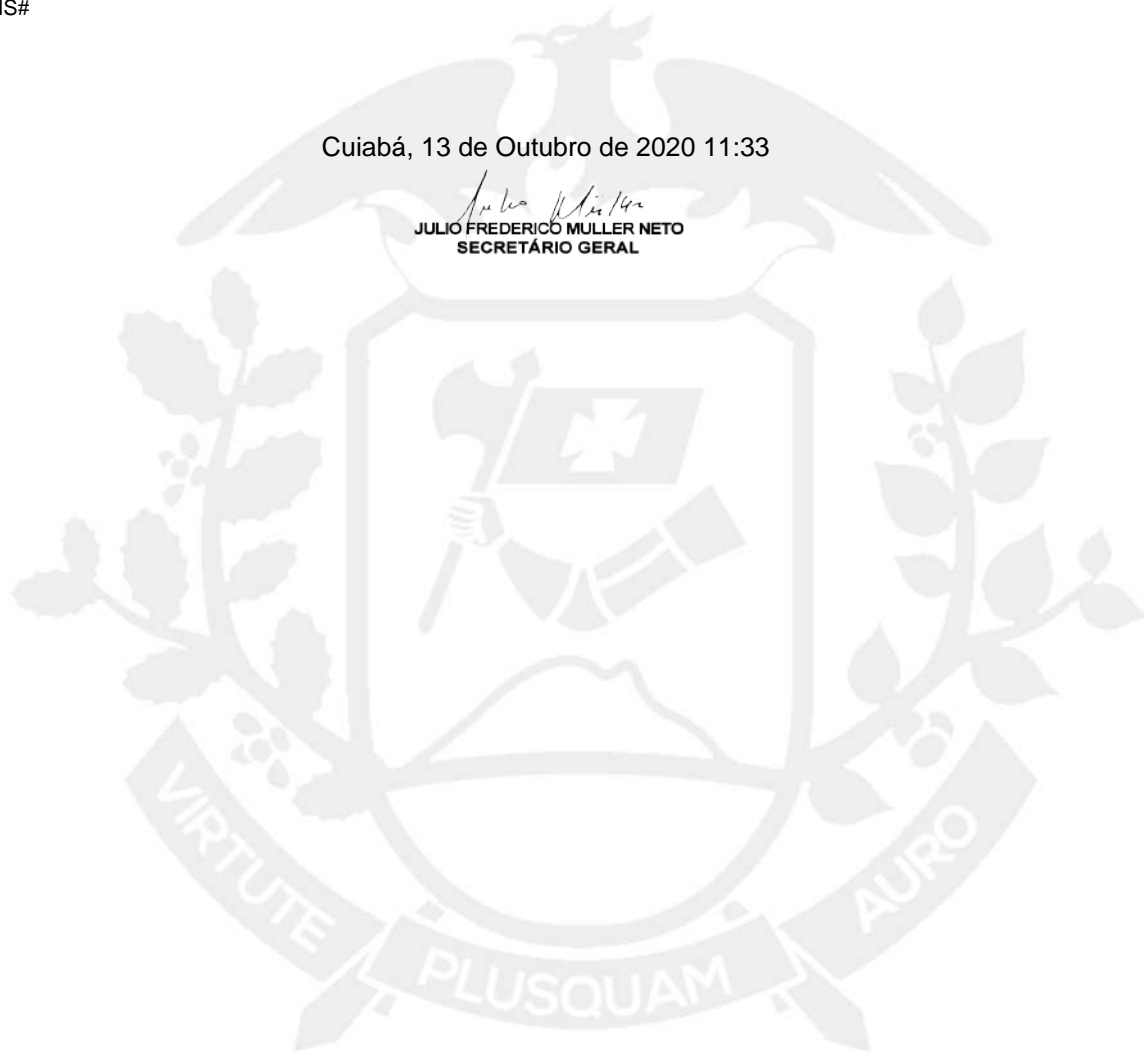 IS#
Cuiabá, 13 de Outubro de 2020 11:33
JULIO FREDERICO MULLER NETO
SECRETÁRIO GERAL
VIRTUTE PLUSQUAM AURO